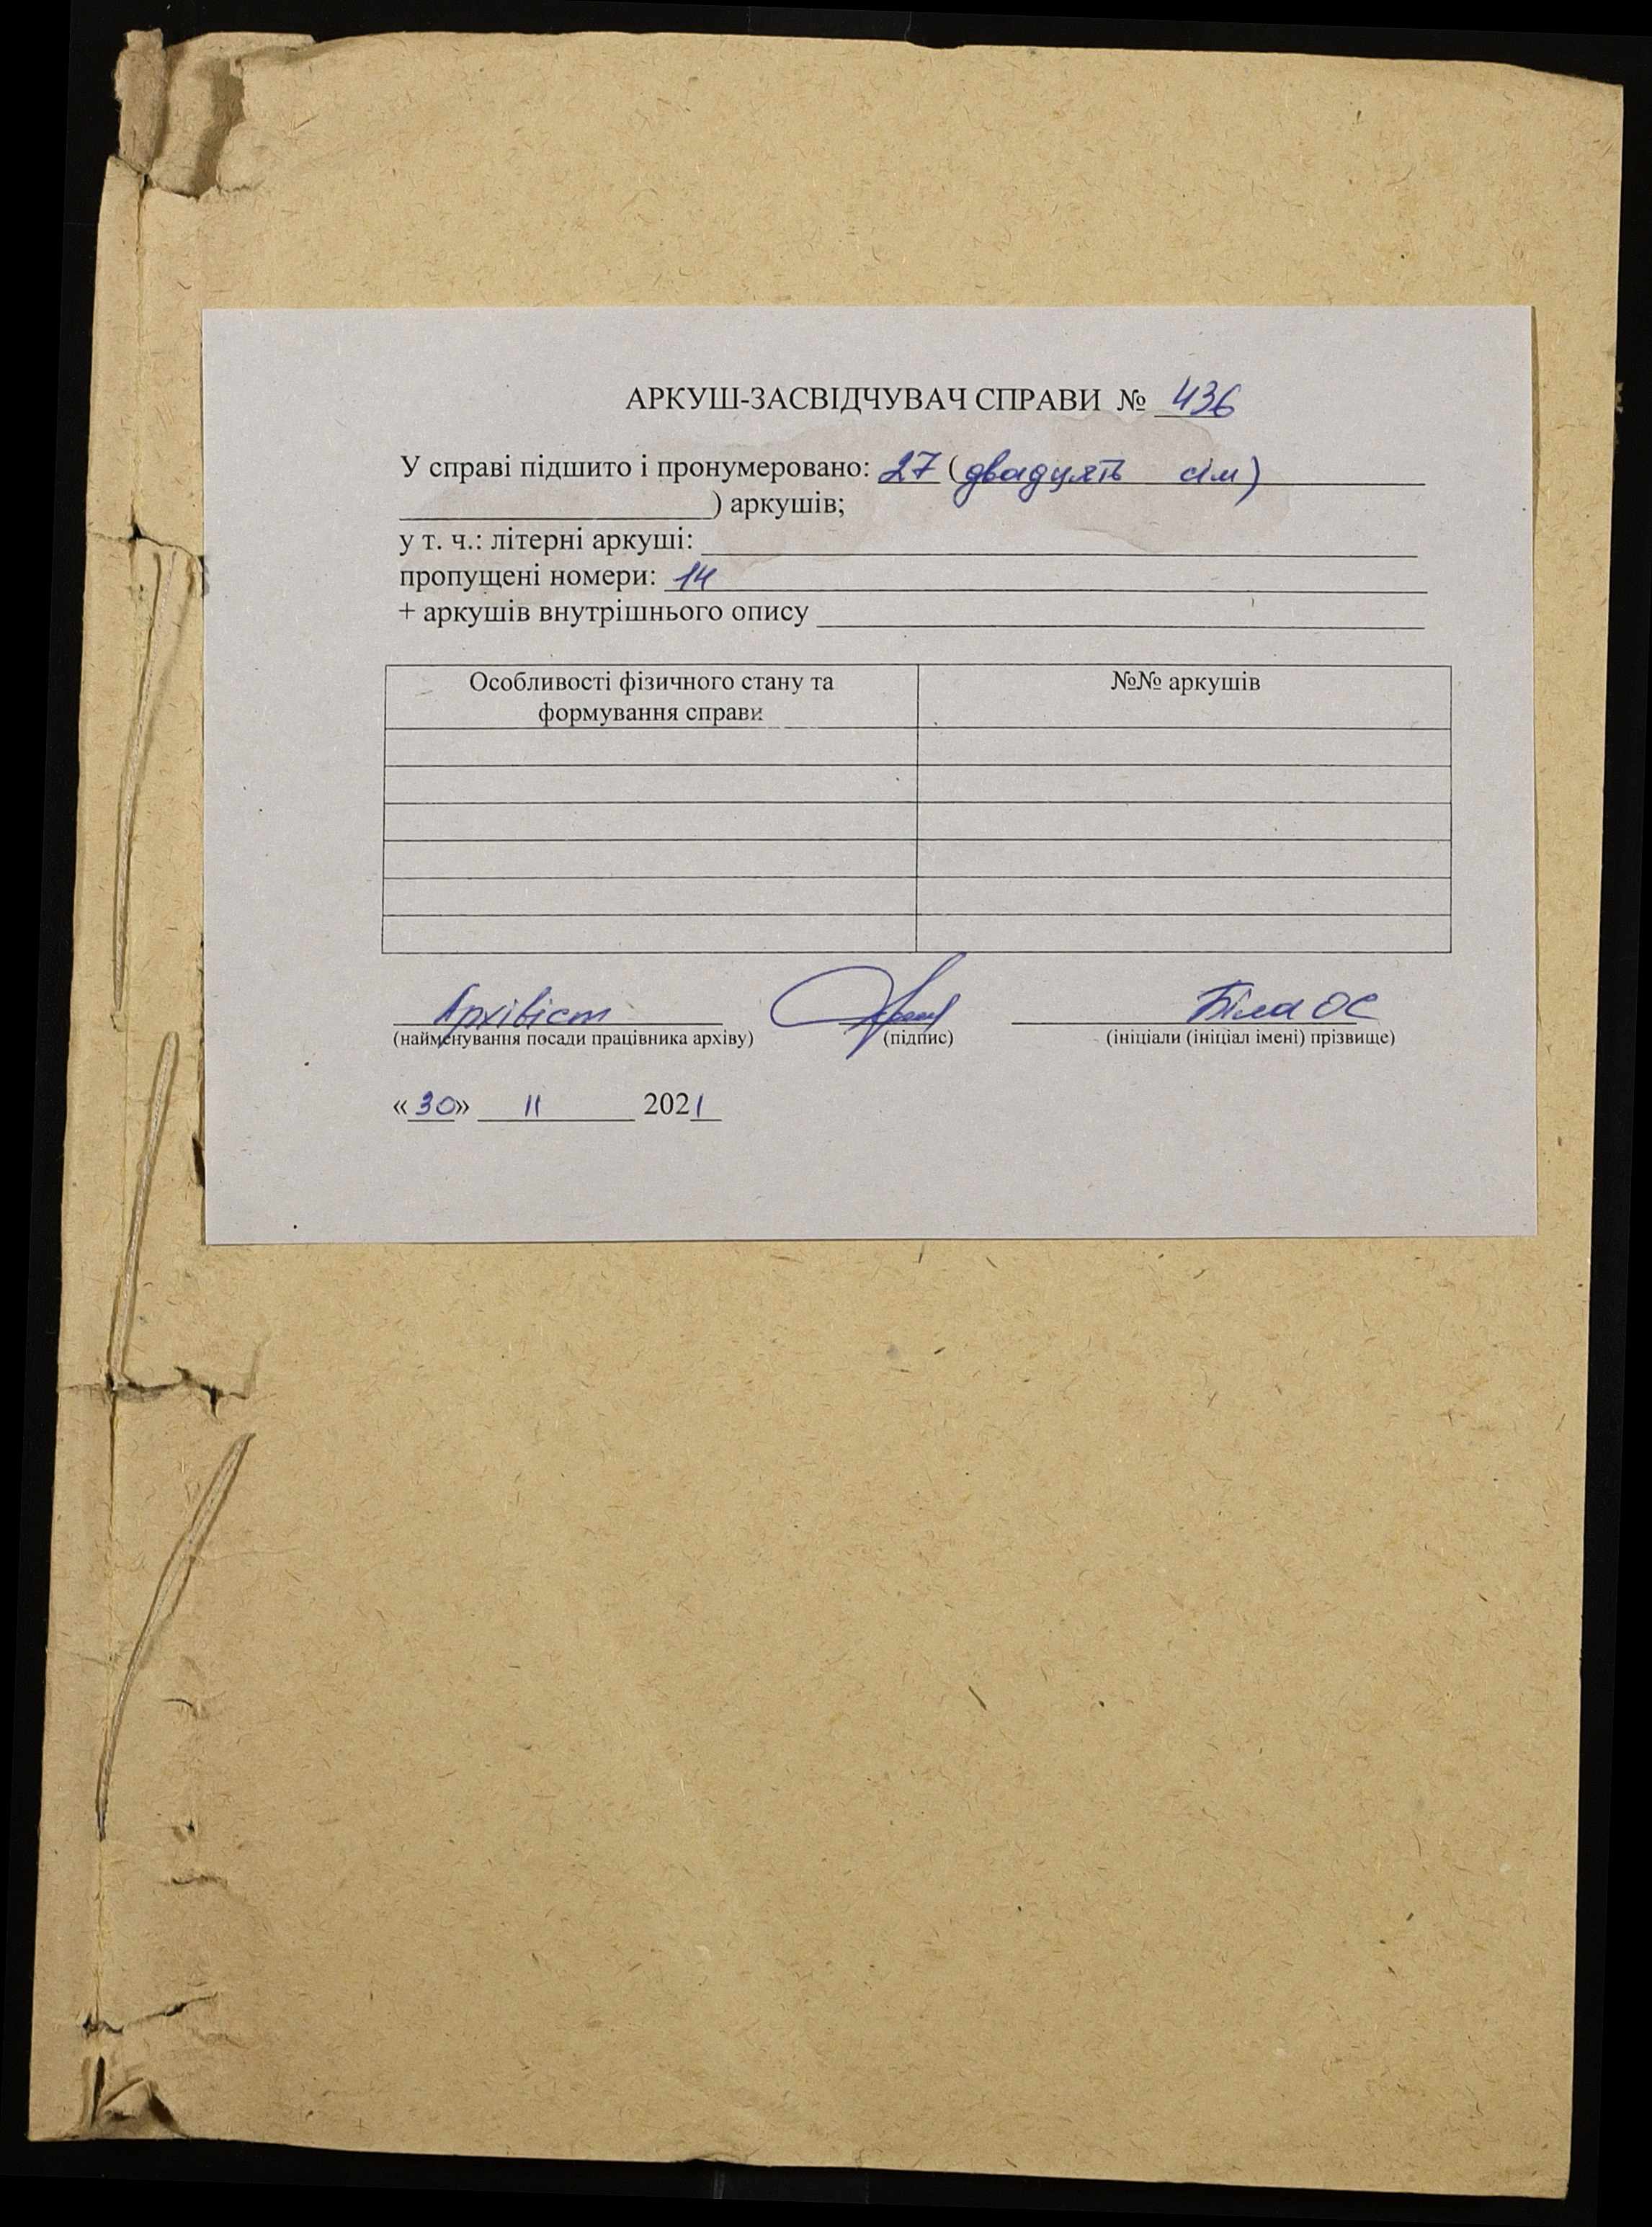 АРКУШ-ЗАСВІДЧУВАЧ СПРАВИ № 436
У справі підшито і пронумеровано: 27 (двадцять сім)
) аркушів;
у т. ч.: літерні аркуші:
пропущені номери: 14
+ аркушів внутрішнього опису
Особливості фізичного стану та формування справи
№№ аркушів
Архівіст Біла ОС
(найменування посади працівника архіву) (підпис) (ініціали (ініціал імені) прізвище)
«30» 11 2021